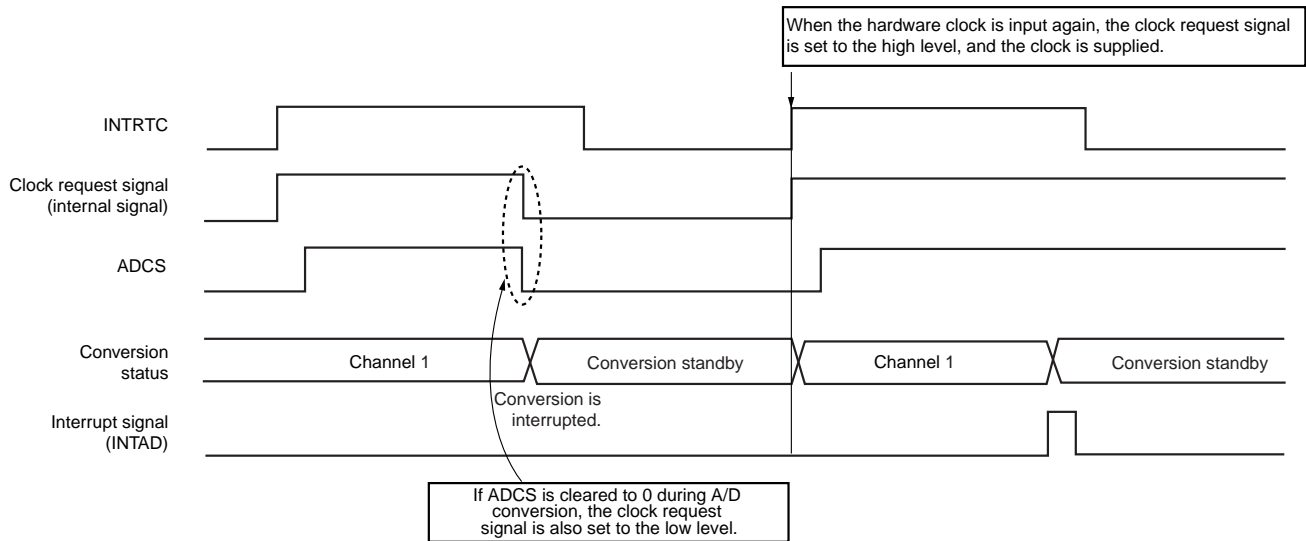 When the hardware clock is input again, the clock request signal
is set to the high level, and the clock is supplied.
INTRTC
Clock request signal
(internal signal)
ADCS
Conversion
status
Channel 1
Conversion standby
Channel 1
Conversion standby
Conversion is
interrupted.
Interrupt signal
(INTAD)
If ADCS is cleared to 0 during A/D
conversion, the clock request
signal is also set to the low level.